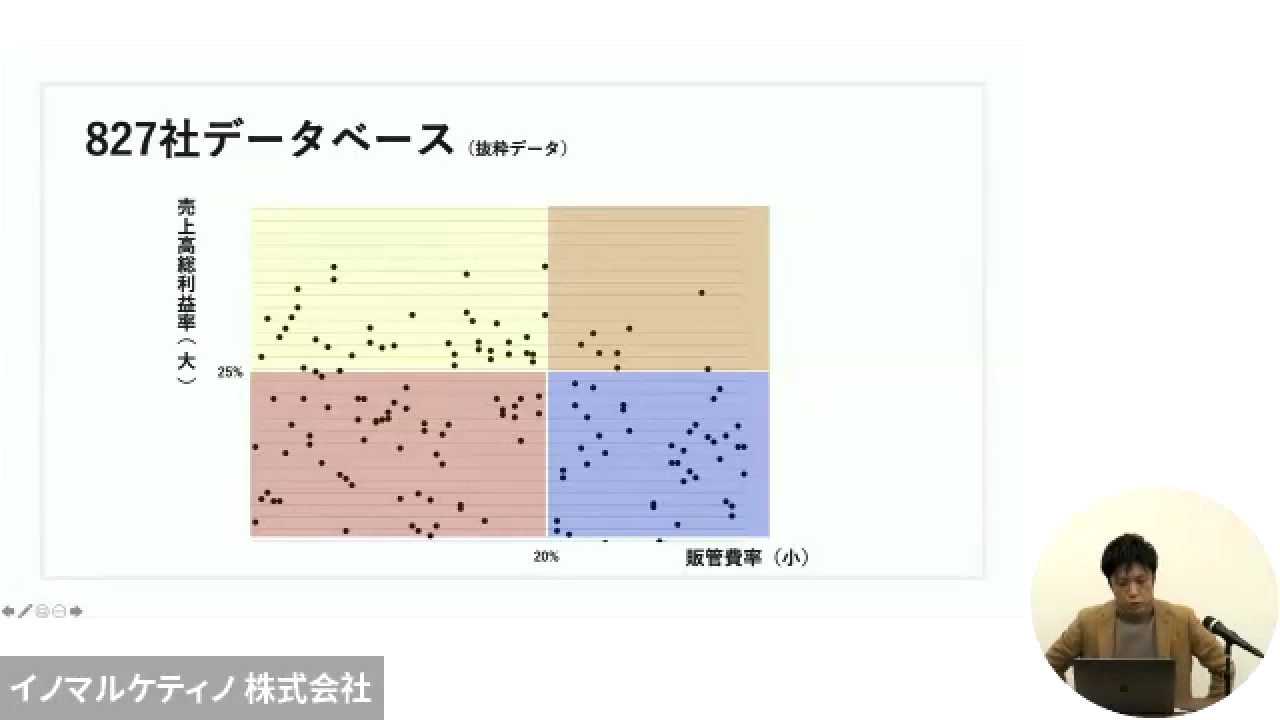 827社データベース（抜粋データ）
売上高総利益率（大）
25%
20%
販管費率（小）
イノマルケティノ 株式会社